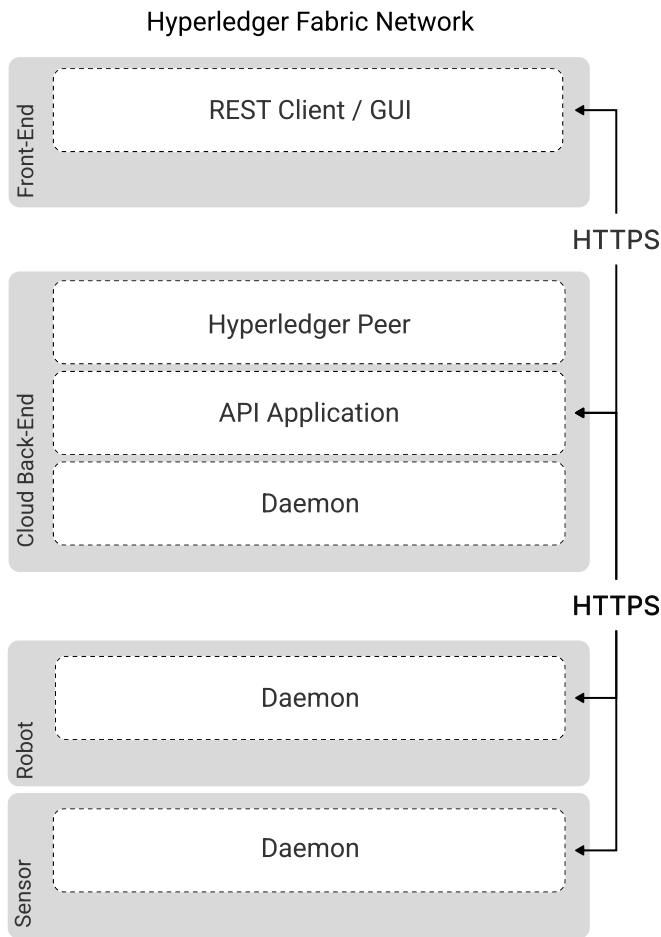 Hyperledger Fabric Network
Front-End
REST Client / GUI
HTTPS
Cloud Back-End
Hyperledger Peer
API Application
Daemon
HTTPS
Robot
Daemon
Sensor
Daemon